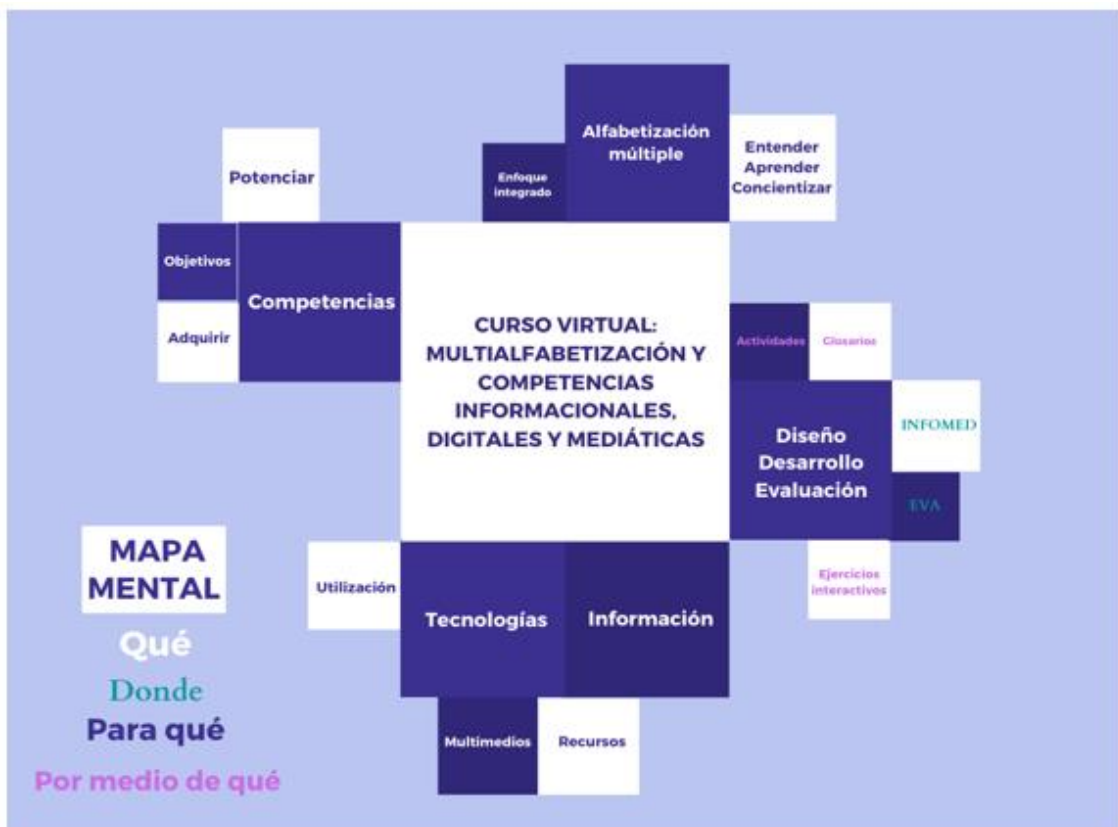 Alfabetización
múltiple
Enfoque
integrado
Entender
Aprender
Concientizar
Potenciar
Objetivos
Competencias
Adquirir
CURSO VIRTUAL:
MULTIALFABETIZACIÓN Y
COMPETENCIAS
INFORMACIONALES,
DIGITALES Y MEDIÁTICAS
Actividades
Glosarios
Diseño
Desarrollo
Evaluación
INFOMED
EVA
Ejercicios
interactivos
Utilización
Tecnologías
Información
Multimedios
Recursos
MAPA
MENTAL
Qué
Donde
Para qué
Por medio de qué